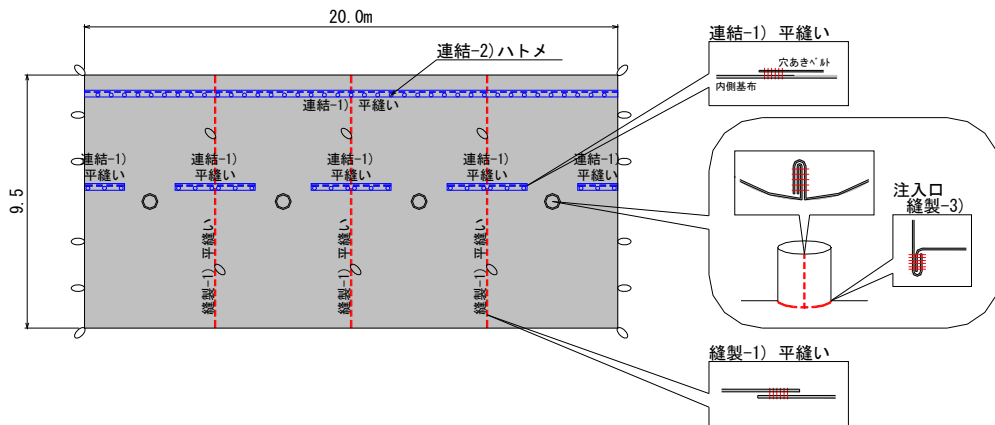 20.0m
連結-2)ハトメ
連結-1) 平縫い
穴あきベルト
内側基布
連結-1) 平縫い
連結-1)
平縫い
連結-1)
平縫い
連結-1)
平縫い
連結-1)
平縫い
連結-1)
平縫い
9.5
注入口
縫製-3)
縫製-1) 平縫い
縫製-1) 平縫い
縫製-1) 平縫い
縫製-1) 平縫い